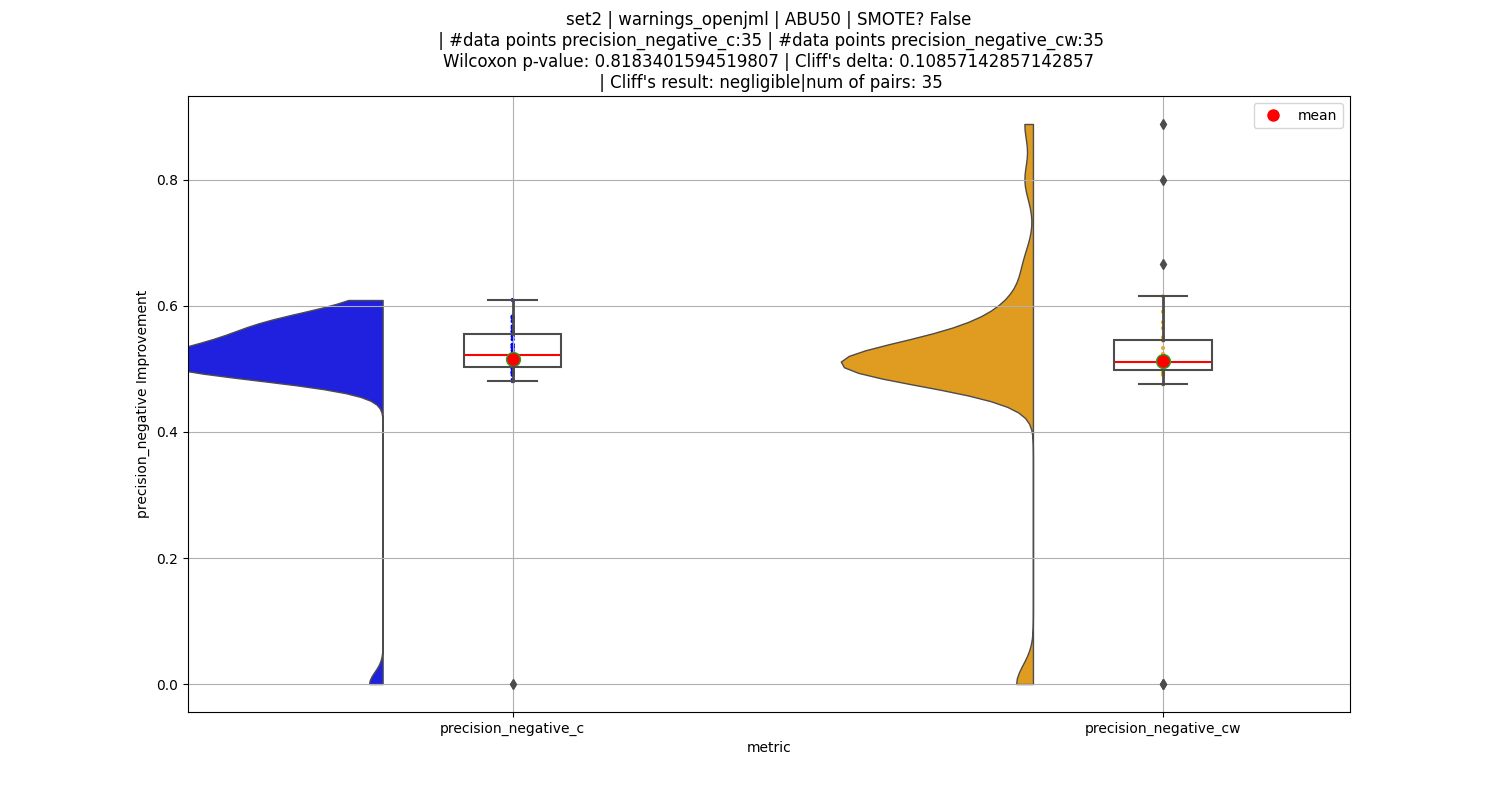 set2 | warnings_openjml | ABU50 | SMOTE? False
| #data points precision_negative_c:35 | #data points precision_negative_cw:35
Wilcoxon p-value: 0.8183401594519807 | Cliff's delta: 0.10857142857142857
| Cliff's result: negligible|num of pairs: 35
mean
0.8
0.6
0.4
0.2
0.0
precision_negative Improvement
precision_negative_c
precision_negative_cw
metric